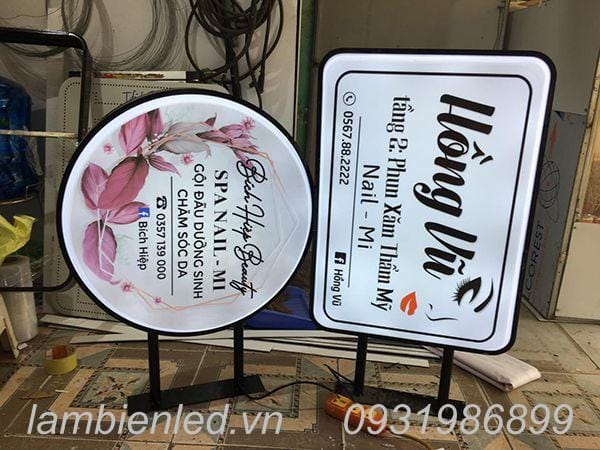 Bích Hiệp Beauty
SPA NAIL - MI
GỘI ĐẦU DƯỠNG SINH
CHĂM SÓC DA
☎ 0357 139 000
f Bích Hiệp
Hồng Vũ
tầng 2: Phun Xăm Thẩm Mỹ
Nail - Mi
0567.88.2222
f Hồng Vũ
COREST
lambienled.vn 0931986899